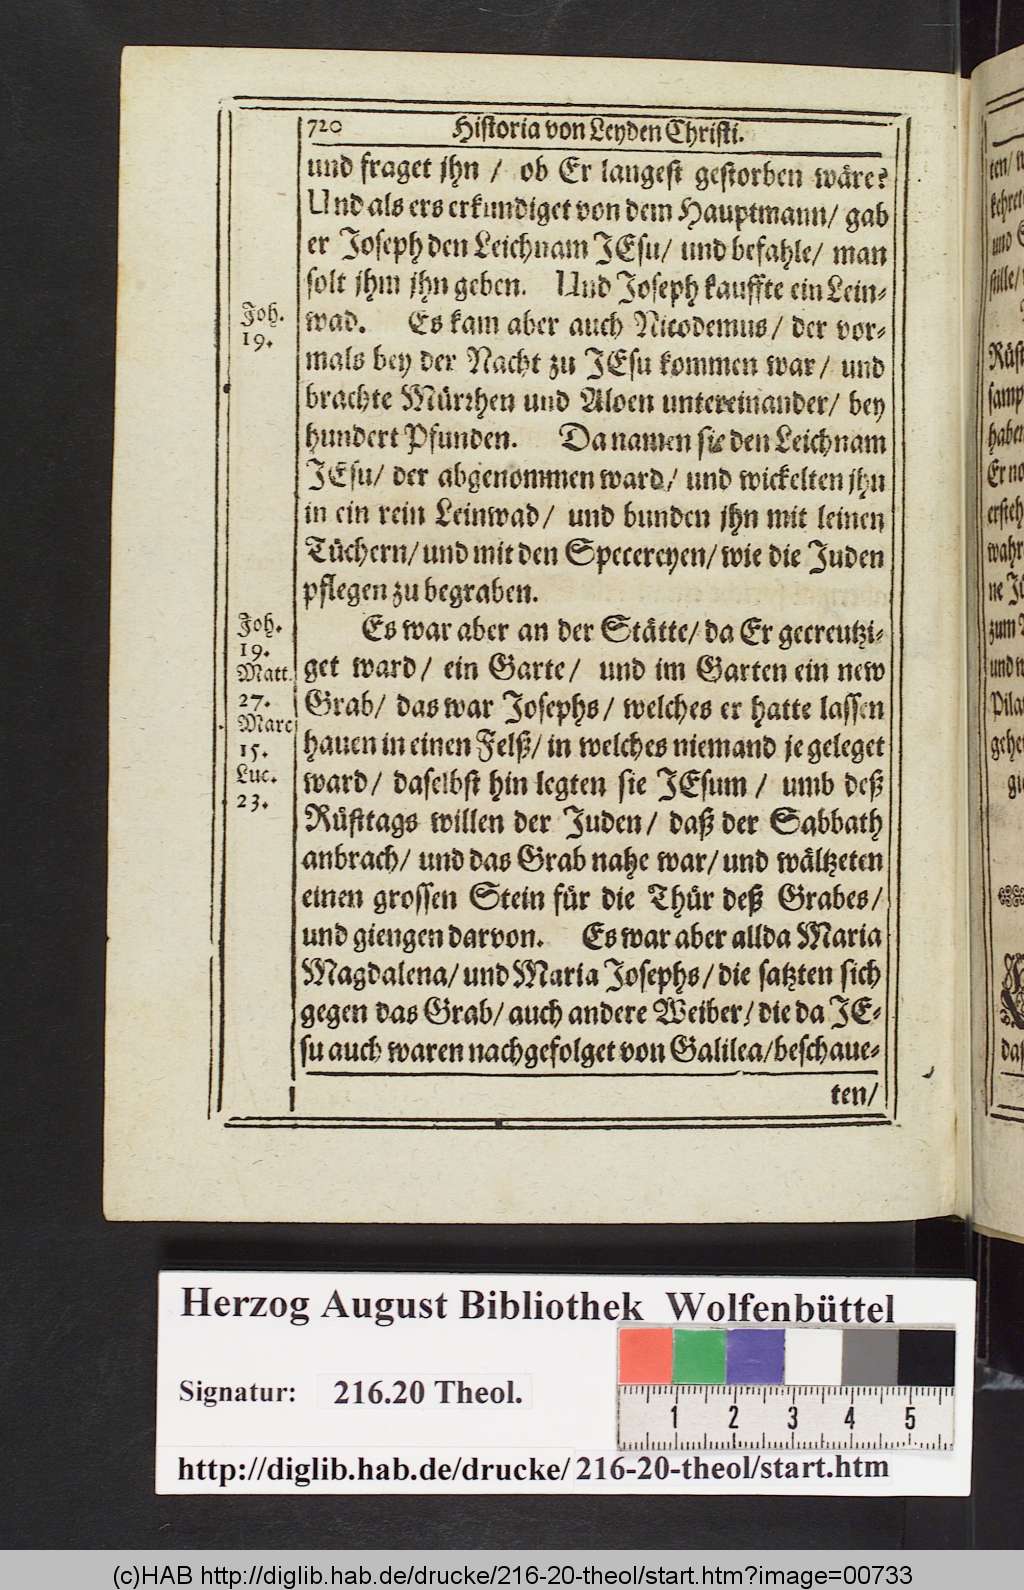 720 Historia von Leyden Christi.
und fraget jhn / ob Er langest gestorben wäre?
Und als ers erkundiget von dem Hauptmann/ gab
er Joseph den Leichnam JEsu/ und befahle/ man
solt jhm jhn geben. Und Joseph kauffte ein Lein-
wad. Es kam aber auch Nicodemus/ der vor-
mals bey der Nacht zu JEsu kommen war/ und
brachte Mürrhen und Aloen untereinander/ bey
hundert Pfunden. Da namen sie den Leichnam
JEsu/ der abgenommen ward/ und wickelten jhn
in ein rein Leinwad/ und bunden jhn mit leinen
Tüchern/ und mit den Specereyen/ wie die Juden
pflegen zu begraben.
Es war aber an der Stätte/ da Er gecreutzi-
get ward/ ein Garte/ und im Garten ein new
Grab/ das war Josephs/ welches er hatte lassen
hauen in einen Felß/ in welches niemand je geleget
ward/ daselbst hin legten sie JEsum / umb deß
Rüsttags willen der Juden/ daß der Sabbath
anbrach/ und das Grab nahe war/ und wältzeten
einen grossen Stein für die Thür deß Grabes/
und giengen darvon. Es war aber allda Maria
Magdalena/ und Maria Josephs/ die satzten sich
gegen das Grab/ auch andere Weiber/ die da JE-
su auch waren nachgefolget von Galilea/ beschaue-
ten/
Joh.
19.
Joh.
19.
Matt.
27.
Marc
15.
Luc.
23.
Herzog August Bibliothek Wolfenbüttel
Signatur: 216.20 Theol.
1 2 3 4 5
http://diglib.hab.de/drucke/216-20-theol/start.htm
(c)HAB http://diglib.hab.de/drucke/216-20-theol/start.htm?image=00733